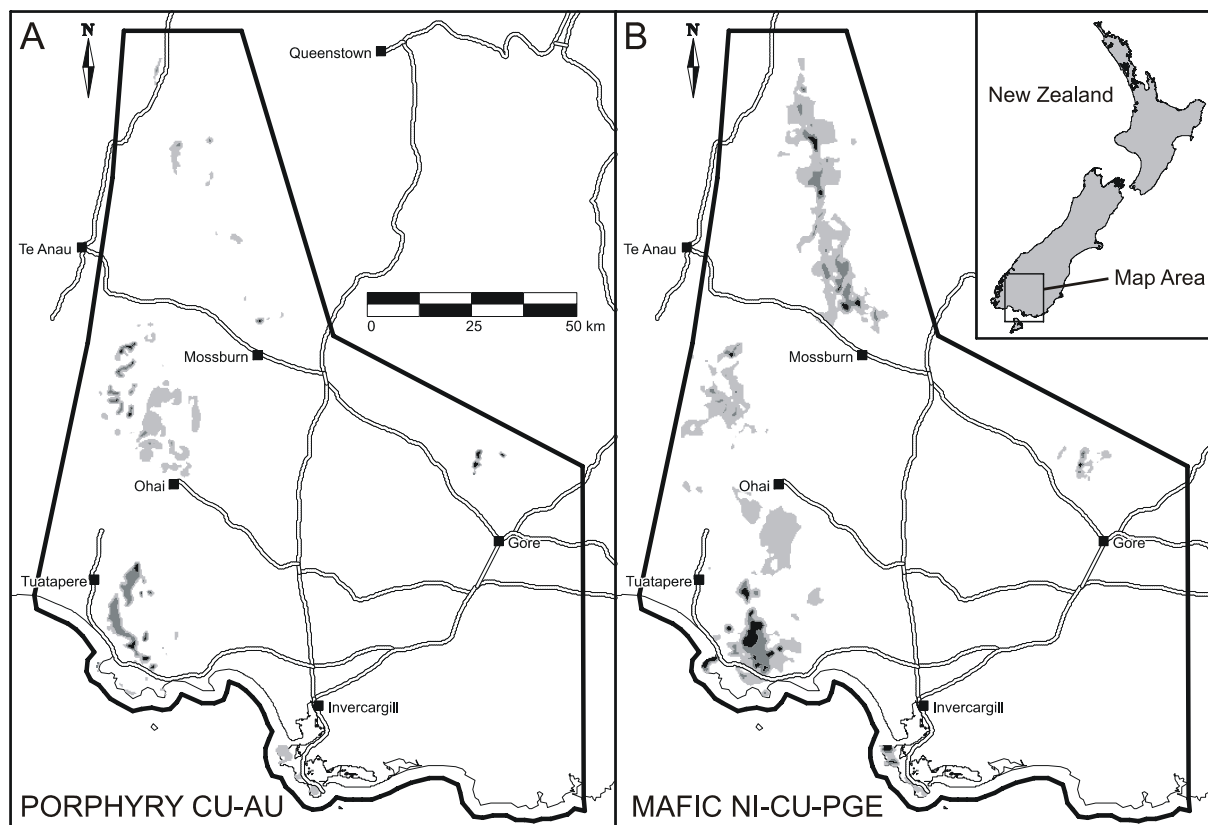 A
N
Queenstown
Te Anau
0 25 50 km
Mossburn
Ohai
Gore
Tuatapere
Invercargill
PORPHYRY CU-AU
B
N
New Zealand
Map Area
Te Anau
Mossburn
Ohai
Gore
Tuatapere
Invercargill
MAFIC NI-CU-PGE